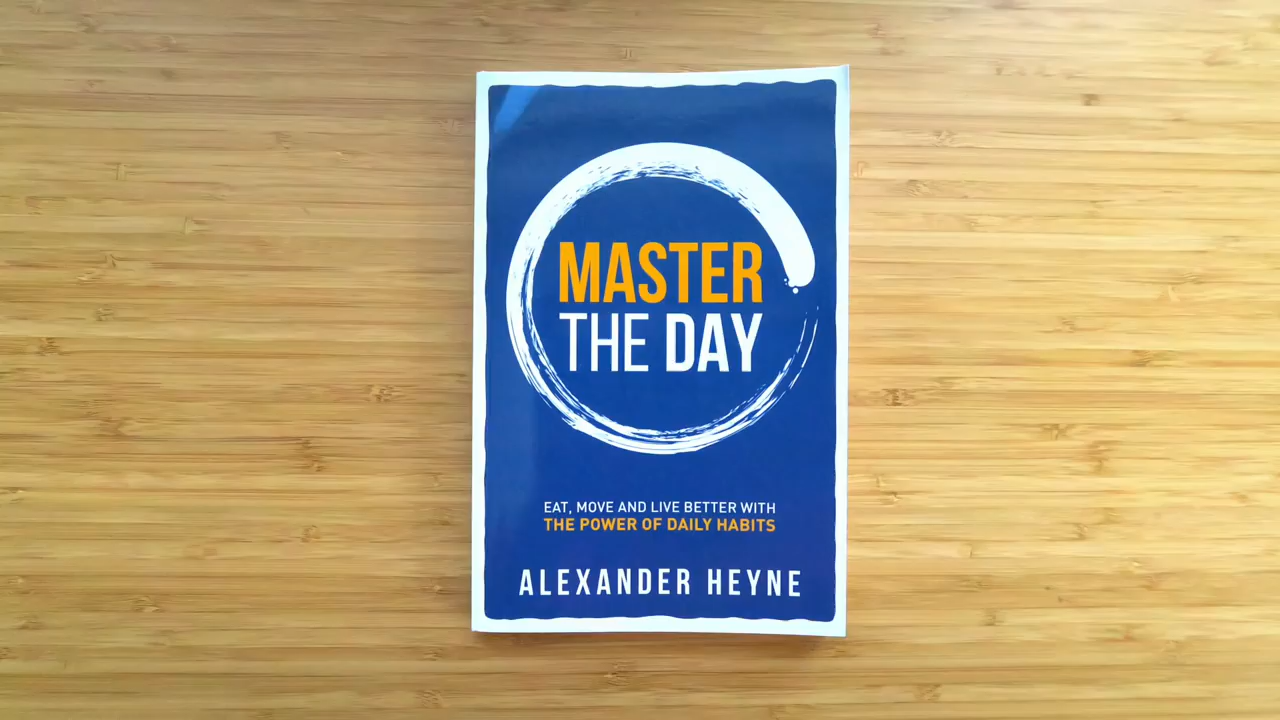 MASTER
THE DAY
EAT, MOVE AND LIVE BETTER WITH
THE POWER OF DAILY HABITS
ALEXANDER HEYNE